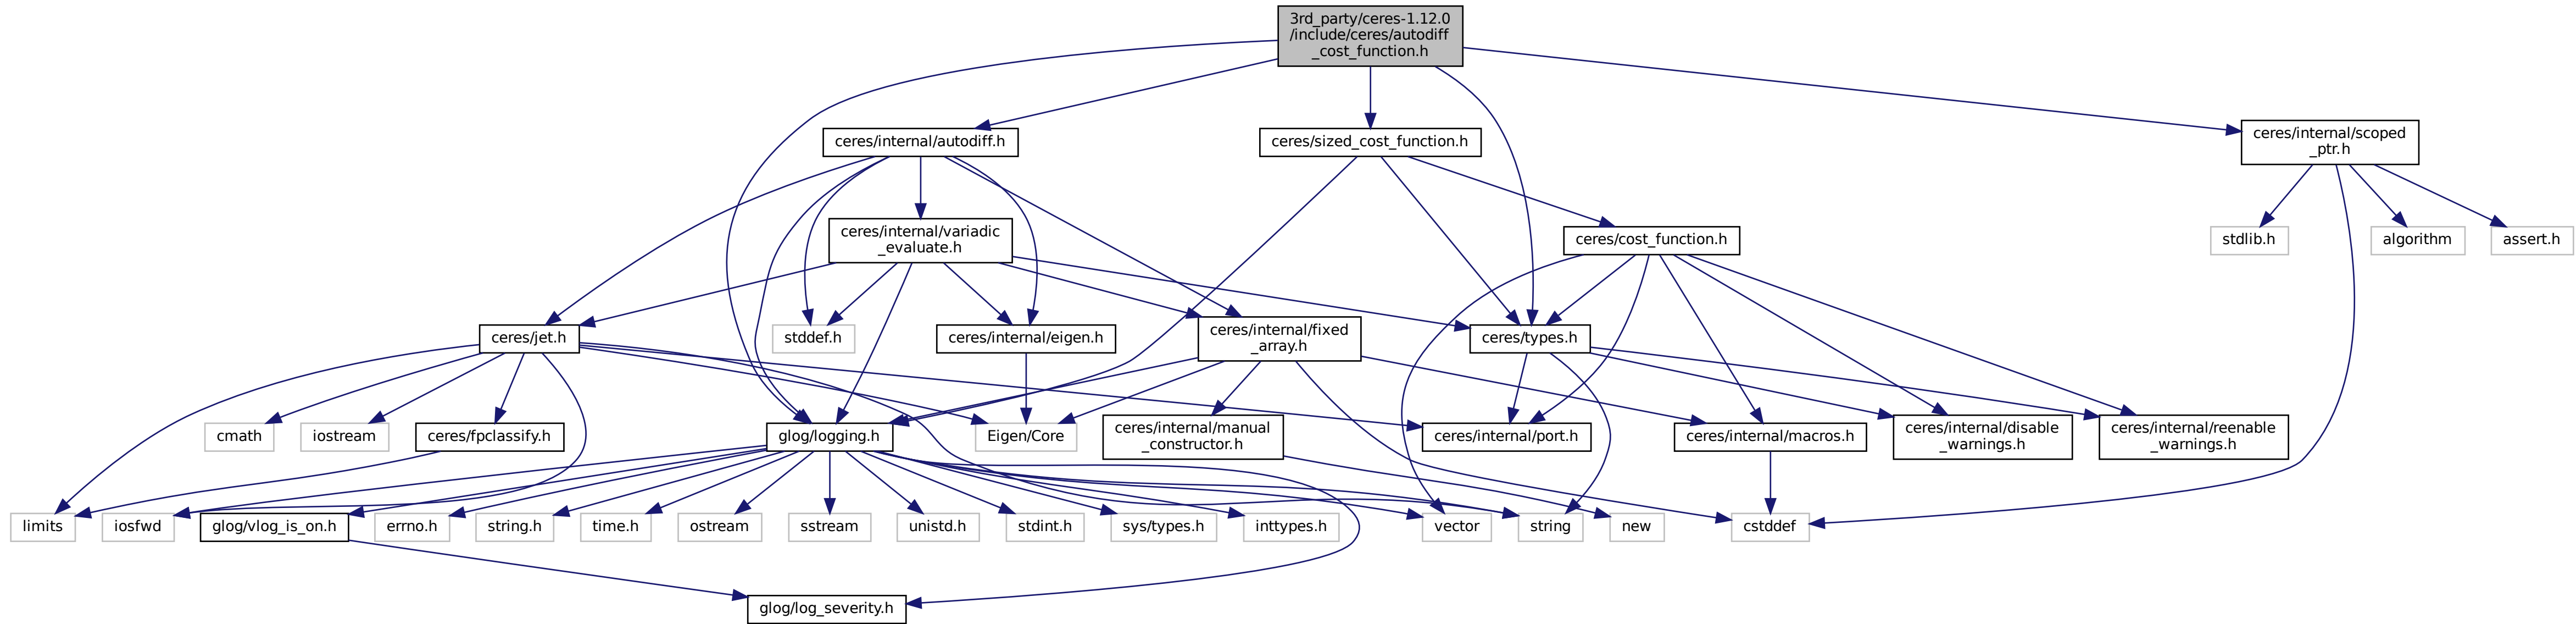 3rd_party/ceres-1.12.0
/include/ceres/autodiff
_cost_function.h
ceres/internal/autodiff.h
ceres/sized_cost_function.h
ceres/internal/scoped
_ptr.h
ceres/internal/variadic
_evaluate.h
ceres/cost_function.h
stdlib.h
algorithm
assert.h
ceres/jet.h
stddef.h
ceres/internal/eigen.h
ceres/internal/fixed
_array.h
ceres/types.h
cmath
iostream
ceres/fpclassify.h
glog/logging.h
Eigen/Core
ceres/internal/manual
_constructor.h
ceres/internal/port.h
ceres/internal/macros.h
ceres/internal/disable
_warnings.h
ceres/internal/reenable
_warnings.h
limits
iosfwd
glog/vlog_is_on.h
errno.h
string.h
time.h
ostream
sstream
unistd.h
stdint.h
sys/types.h
inttypes.h
vector
string
new
cstddef
glog/log_severity.h